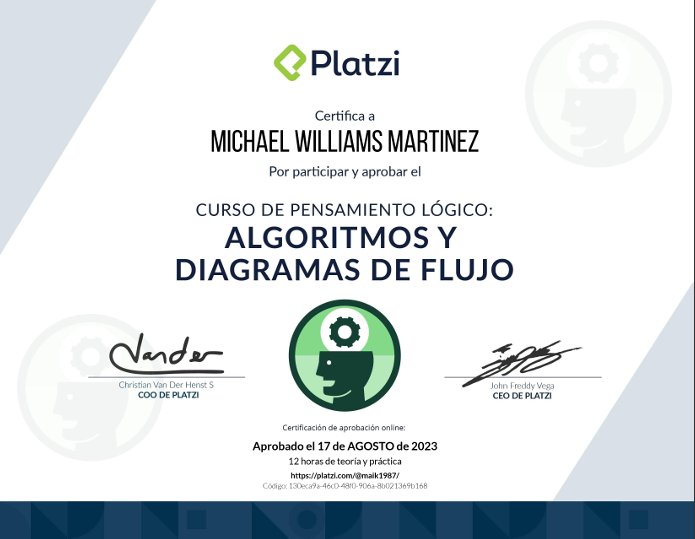 Platzi
Certifica a
MICHAEL WILLIAMS MARTINEZ
Por participar y aprobar el
CURSO DE PENSAMIENTO LÓGICO:
ALGORITMOS Y
DIAGRAMAS DE FLUJO
Vander
Christian Van Der Henst S
COO DE PLATZI
John Freddy Vega
CEO DE PLATZI
Certificación de aprobación online:
Aprobado el 17 de AGOSTO de 2023
12 horas de teoría y práctica
https://platzi.com/@maik1987/
Código: 130eca9a-46c0-48f0-906a-8b021369b168